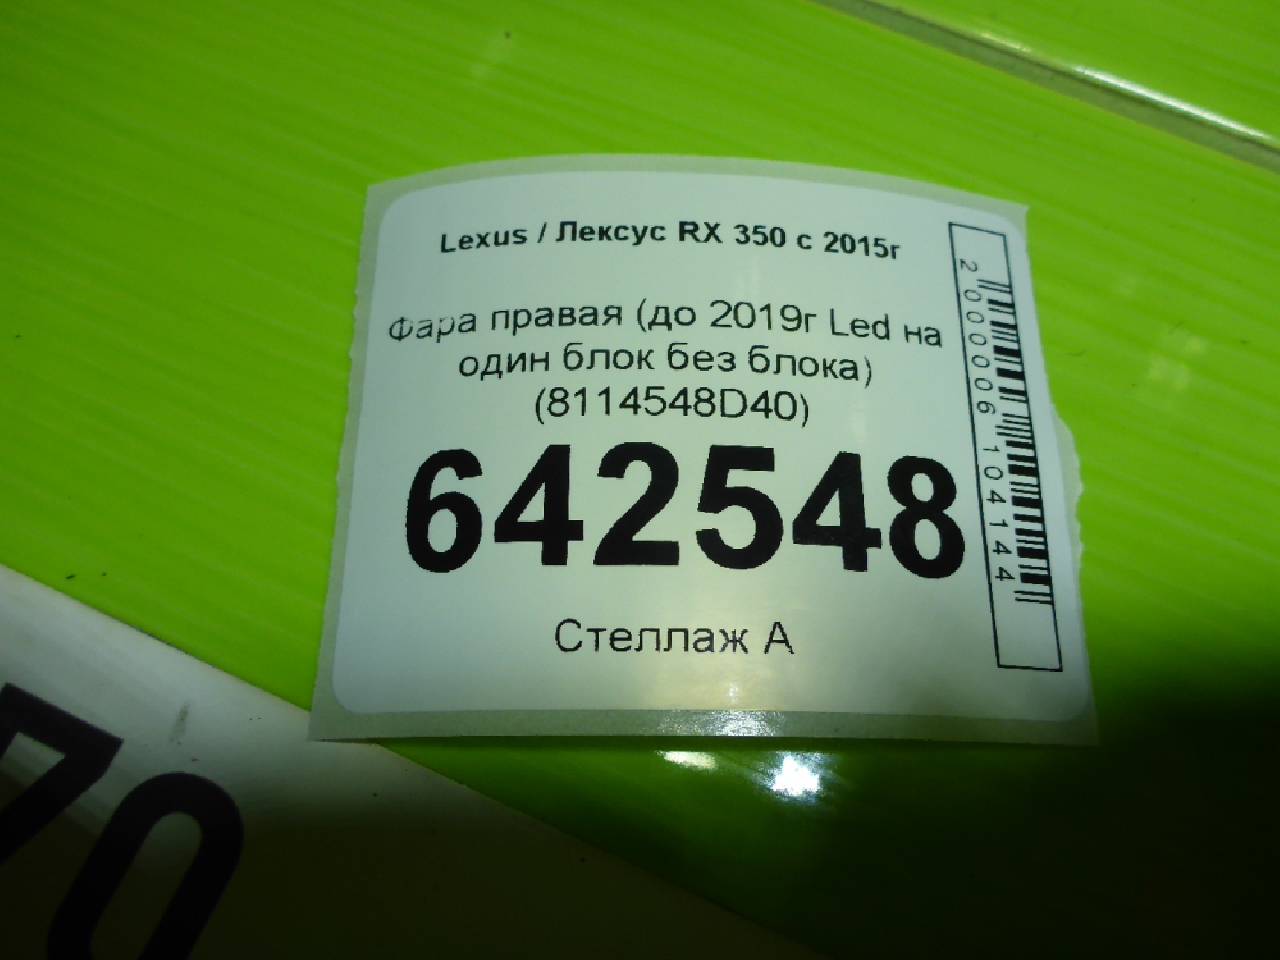 Lexus / Лексус RX 350 с 2015г
Фара правая (до 2019г Led на
один блок без блока)
(8114548D40)
642548
Стеллаж А
2000006104144
70